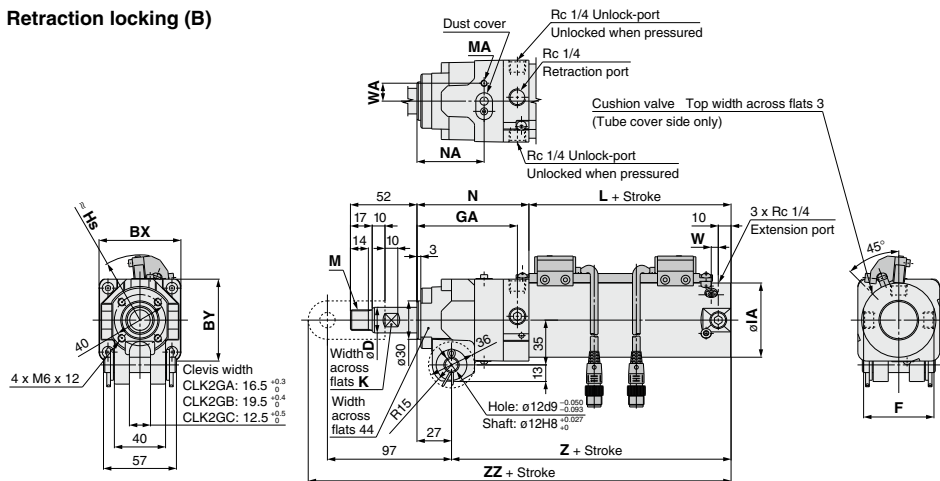 Retraction locking (B)
Rc 1/4 Unlock-port
Unlocked when pressured
Dust cover
MA
Rc 1/4
Retraction port
WA
NA
Rc 1/4 Unlock-port
Unlocked when pressured
Cushion valve Top width across flats 3
(Tube cover side only)
≈ Hs
BX
BY
40
4 x M6 x 12
Clevis width
CLK2GA: 16.5 +0.3 0
CLK2GB: 19.5 +0.4 0
CLK2GC: 12.5 +0.5 0
40
57
52
N
L + Stroke
17
10
GA
10
14
10
3
W
3 x Rc 1/4
Extension port
M
øD
ø30
øIA
Width
across
flats K
Width
across
flats 44
36
35
13
R15
Hole: ø12d9 -0.050 -0.093
Shaft: ø12H8 +0.027 +0
27
97
Z + Stroke
ZZ + Stroke
45°
F